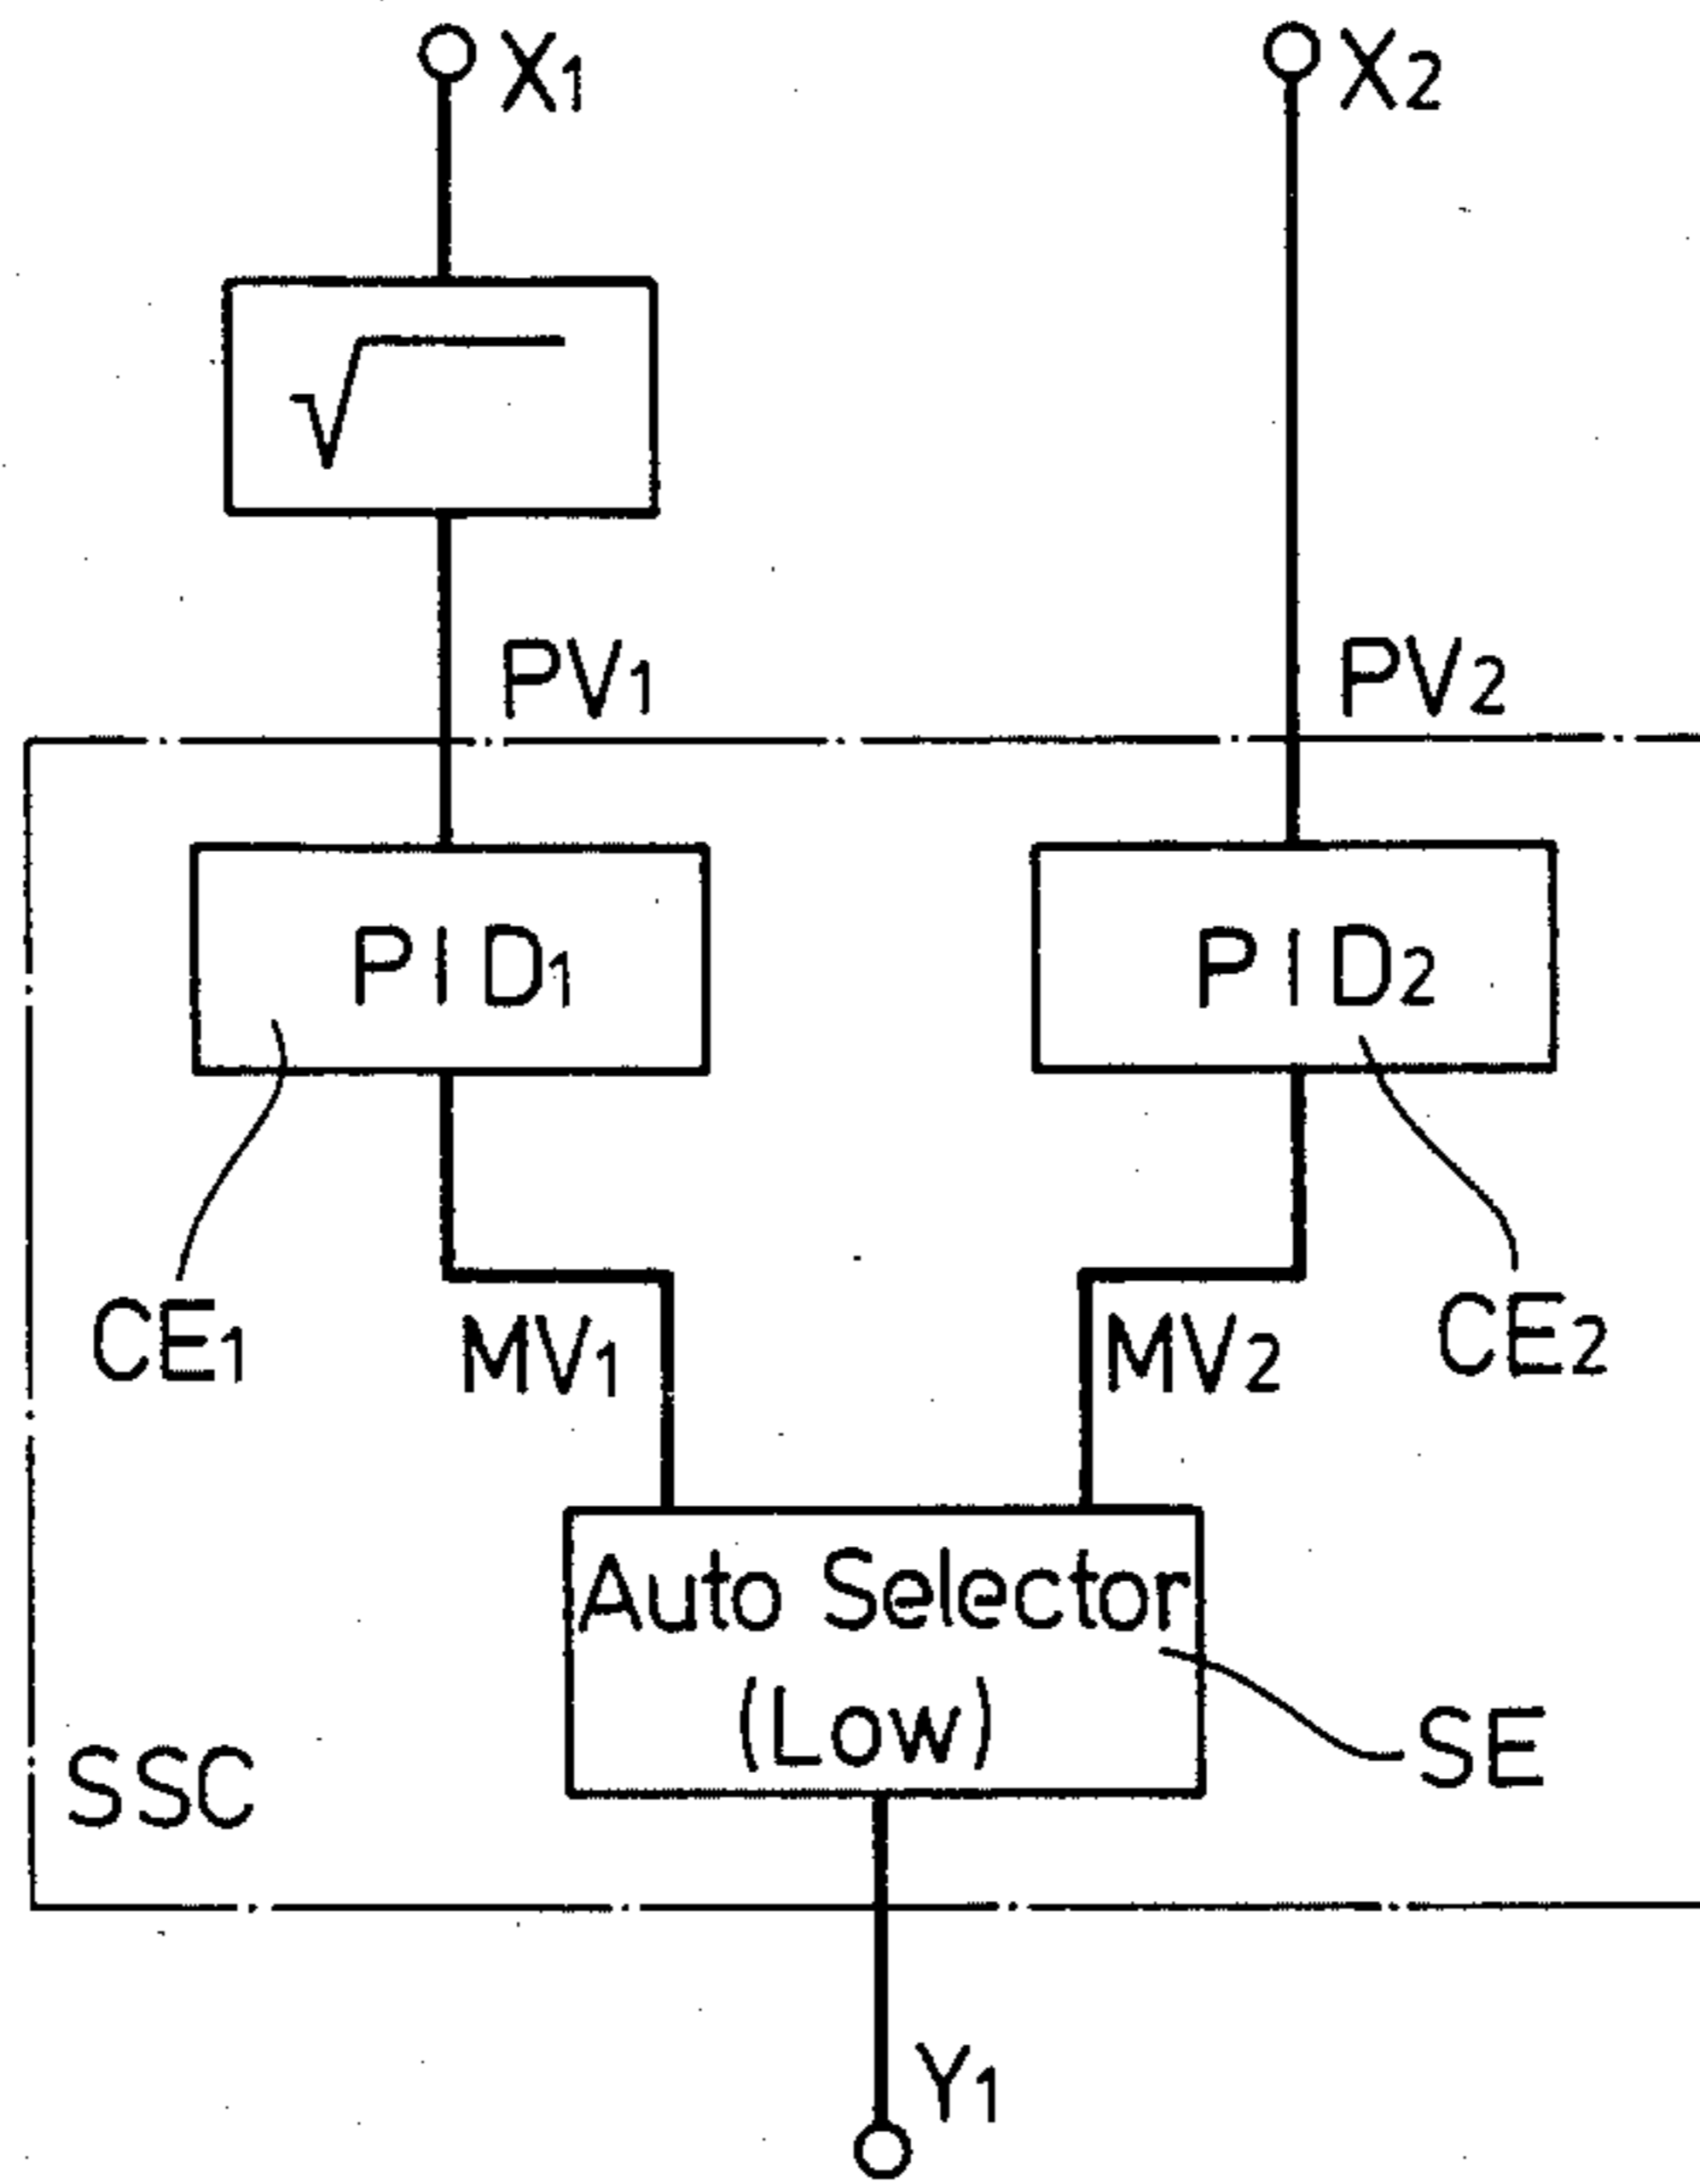 X1
X2
√
PV1
PV2
PID1
PID2
CE1
MV1
MV2
CE2
Auto Selector
(Low)
SE
SSC
Y1